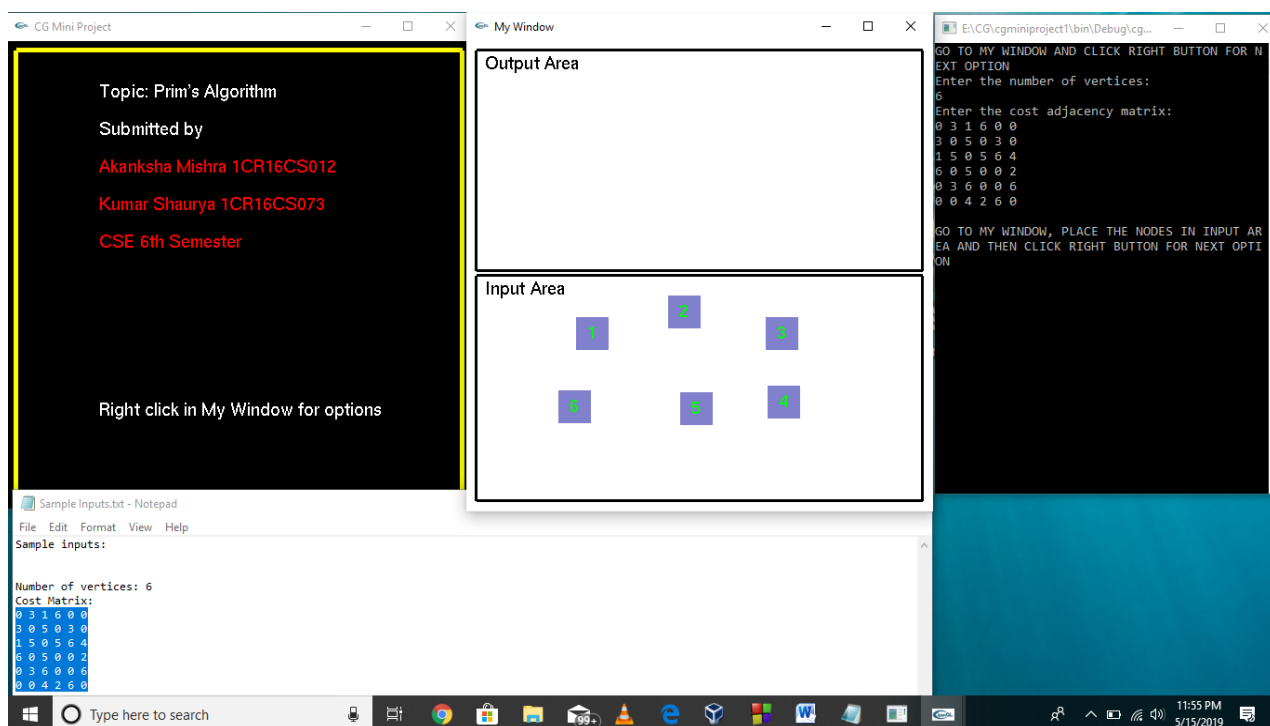 CG Mini Project
Topic: Prim's Algorithm
Submitted by
Akanksha Mishra 1CR16CS012
Kumar Shaurya 1CR16CS073
CSE 6th Semester
Right click in My Window for options
My Window
Output Area
Input Area
1
2
3
6
5
4
E:\CG\cgminiproject1\bin\Debug\cg...
GO TO MY WINDOW AND CLICK RIGHT BUTTON FOR N
EXT OPTION
Enter the number of vertices:
6
Enter the cost adjacency matrix:
0 3 1 6 0 0
3 0 5 0 3 0
1 5 0 5 6 4
6 0 5 0 0 2
0 3 6 0 0 6
0 0 4 2 6 0
GO TO MY WINDOW, PLACE THE NODES IN INPUT AR
EA AND THEN CLICK RIGHT BUTTON FOR NEXT OPTI
ON
Sample Inputs.txt - Notepad
File Edit Format View Help
Sample inputs:
Number of vertices: 6
Cost Matrix:
0 3 1 6 0 0
3 0 5 0 3 0
1 5 0 5 6 4
6 0 5 0 0 2
0 3 6 0 0 6
0 0 4 2 6 0
Type here to search
99+
11:55 PM
5/15/2019